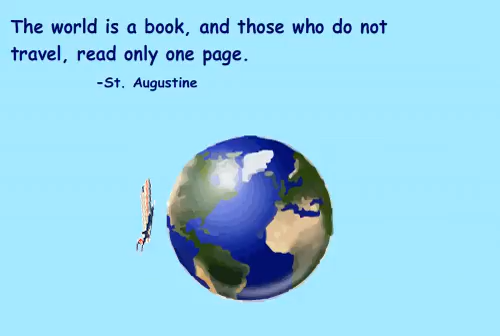 The world is a book, and those who do not
travel, read only one page.
-St. Augustine